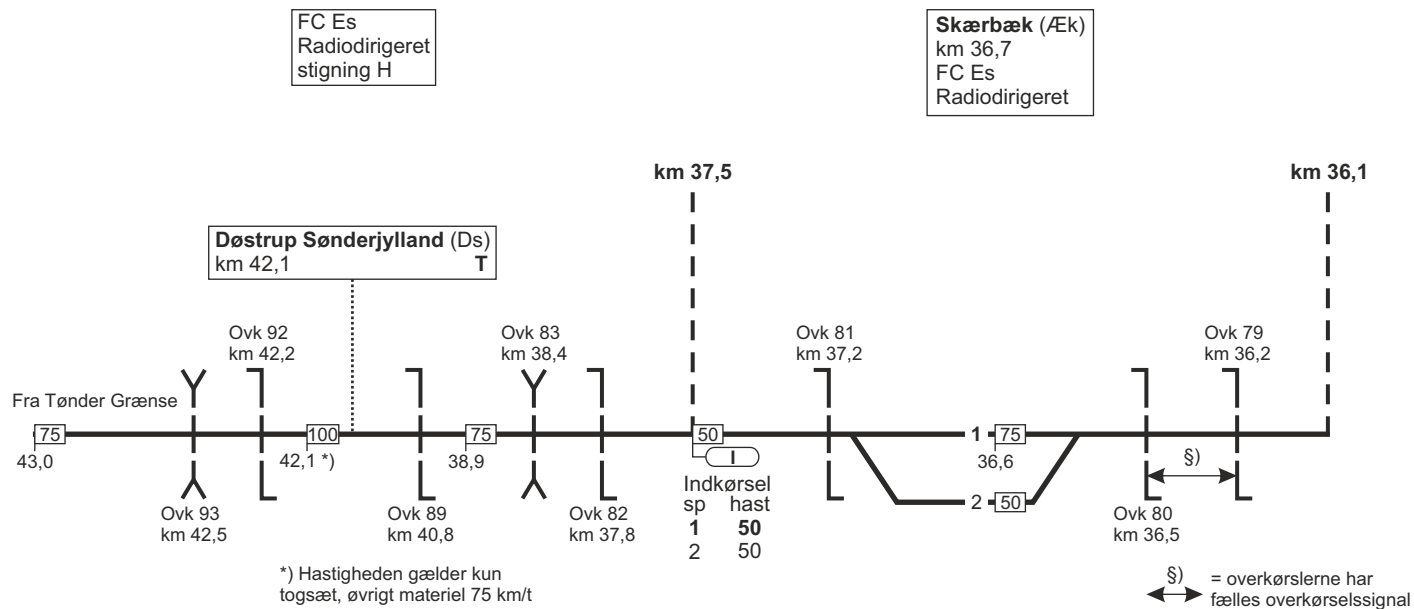 FC Es
Radiodirigeret
stigning H
Skærbæk (Æk)
km 36,7
FC Es
Radiodirigeret
km 37,5
km 36,1
Døstrup Sønderjylland (Ds)
km 42,1 T
Ovk 92
km 42,2
Ovk 83
km 38,4
Ovk 81
km 37,2
Ovk 79
km 36,2
Fra Tønder Grænse
75
100
75
50
1 75
43,0
42,1 *)
38,9
I
36,6
§)
Indkørsel
sp hast
1 50
2 50
2 50
Ovk 93
km 42,5
Ovk 89
km 40,8
Ovk 82
km 37,8
Ovk 80
km 36,5
*) Hastigheden gælder kun
togsæt, øvrigt materiel 75 km/t
§) = overkørslerne har
fælles overkørselssignal